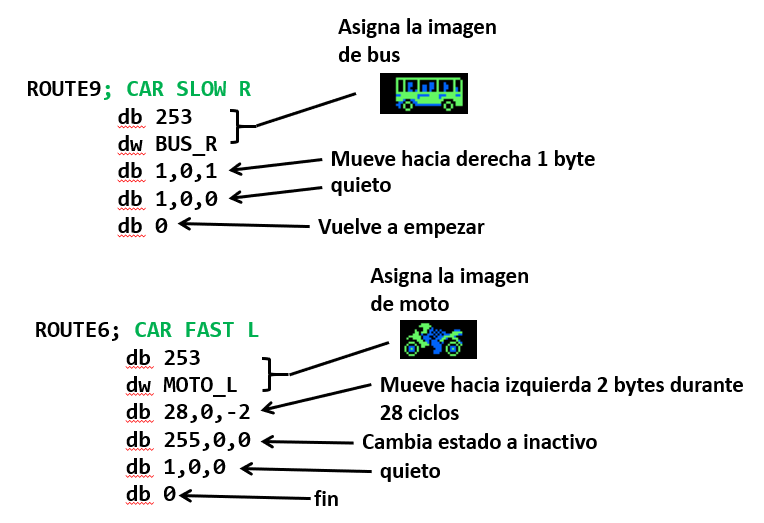 Asigna la imagen
de bus
ROUTE9; CAR SLOW R
db 253
dw BUS_R
db 1,0,1
Mueve hacia derecha 1 byte
db 1,0,0
quieto
db 0
Vuelve a empezar
Asigna la imagen
de moto
ROUTE6; CAR FAST L
db 253
dw MOTO_L
db 28,0,-2
Mueve hacia izquierda 2 bytes durante
28 ciclos
db 255,0,0
Cambia estado a inactivo
db 1,0,0
quieto
db 0
fin